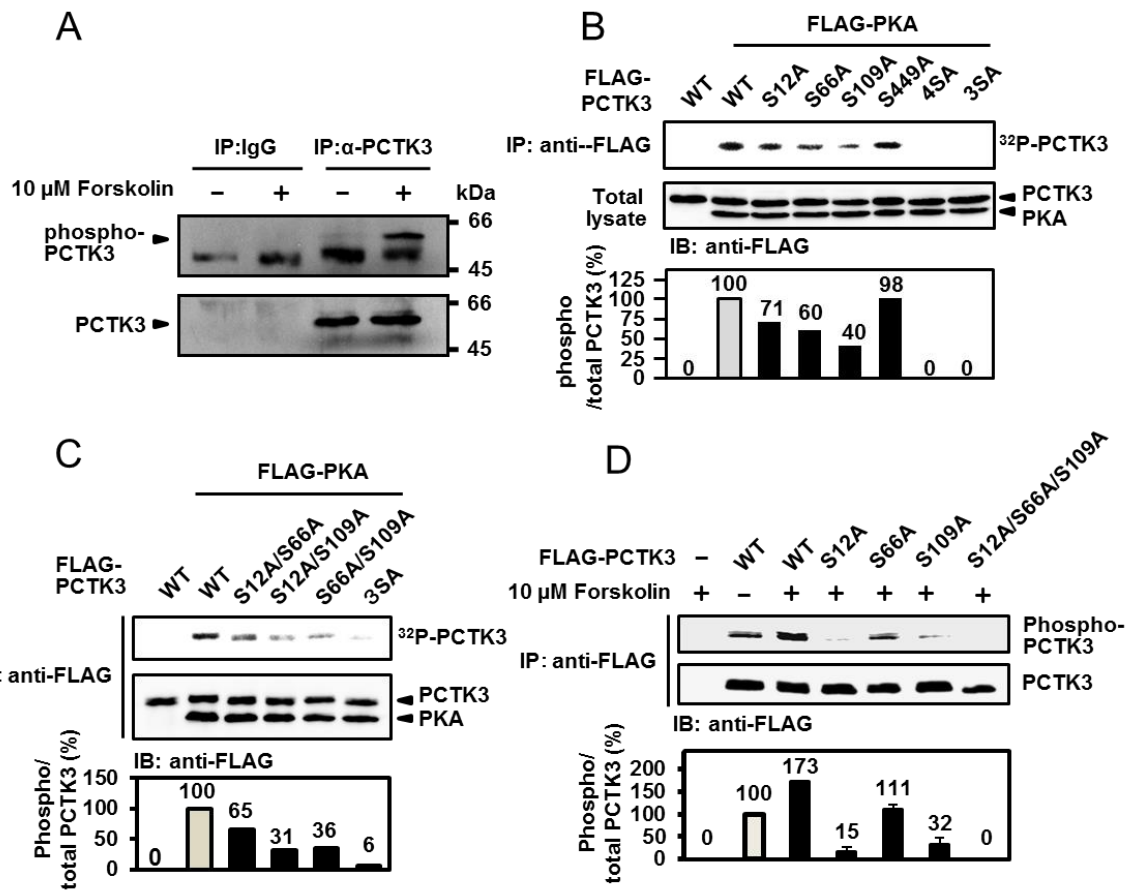 A
IP:IgG IP:α-PCTK3
10 µM Forskolin – + – + kDa
phospho-
PCTK3
66
45
PCTK3
66
45
B
FLAG-PKA
FLAG-
PCTK3
WT WT S12A S66A S109A S449A 4SA 3SA
IP: anti--FLAG
32P-PCTK3
Total
lysate
PCTK3
PKA
IB: anti-FLAG
phospho
/total PCTK3 (%)
125
100
75
50
25
0
0 100 71 60 40 98 0 0
C
FLAG-PKA
FLAG-
PCTK3
WT WT S12A/S66A S12A/S109A S66A/S109A 3SA
32P-PCTK3
: anti-FLAG
PCTK3
PKA
IB: anti-FLAG
Phospho/
total PCTK3 (%)
150
100
50
0
0 100 65 31 36 6
D
FLAG-PCTK3 – WT WT S12A S66A S109A S12A/S66A/S109A
10 µM Forskolin + – + + + + +
Phospho-
PCTK3
IP: anti-FLAG
PCTK3
IB: anti-FLAG
Phospho/
total PCTK3 (%)
200
150
100
50
0
0 100 173 15 111 32 0